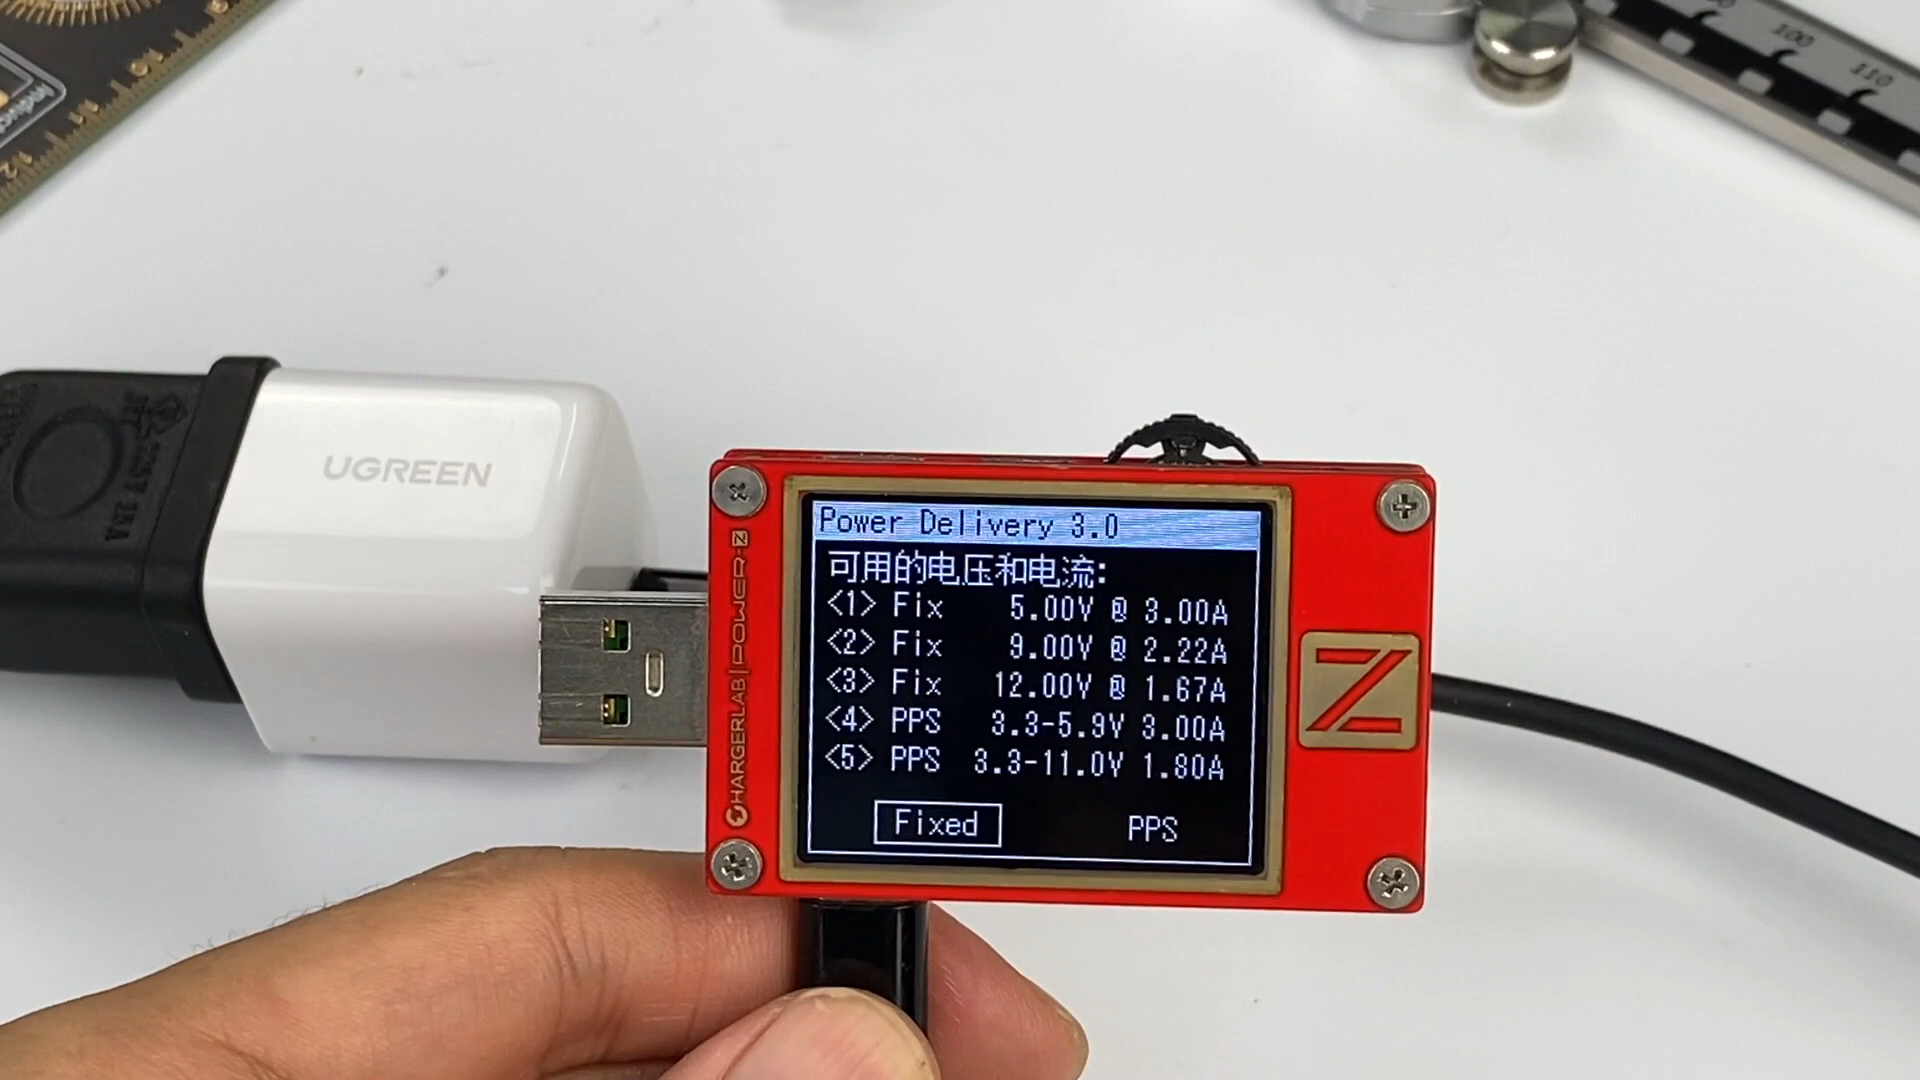 100
110
UGREEN
CHARGERLAB | POWER-Z
Power Delivery 3.0
可用的电压和电流:
<1> Fix 5.00V @ 3.00A
<2> Fix 9.00V @ 2.22A
<3> Fix 12.00V @ 1.67A
<4> PPS 3.3-5.9V 3.00A
<5> PPS 3.3-11.0V 1.80A
Fixed PPS
Z